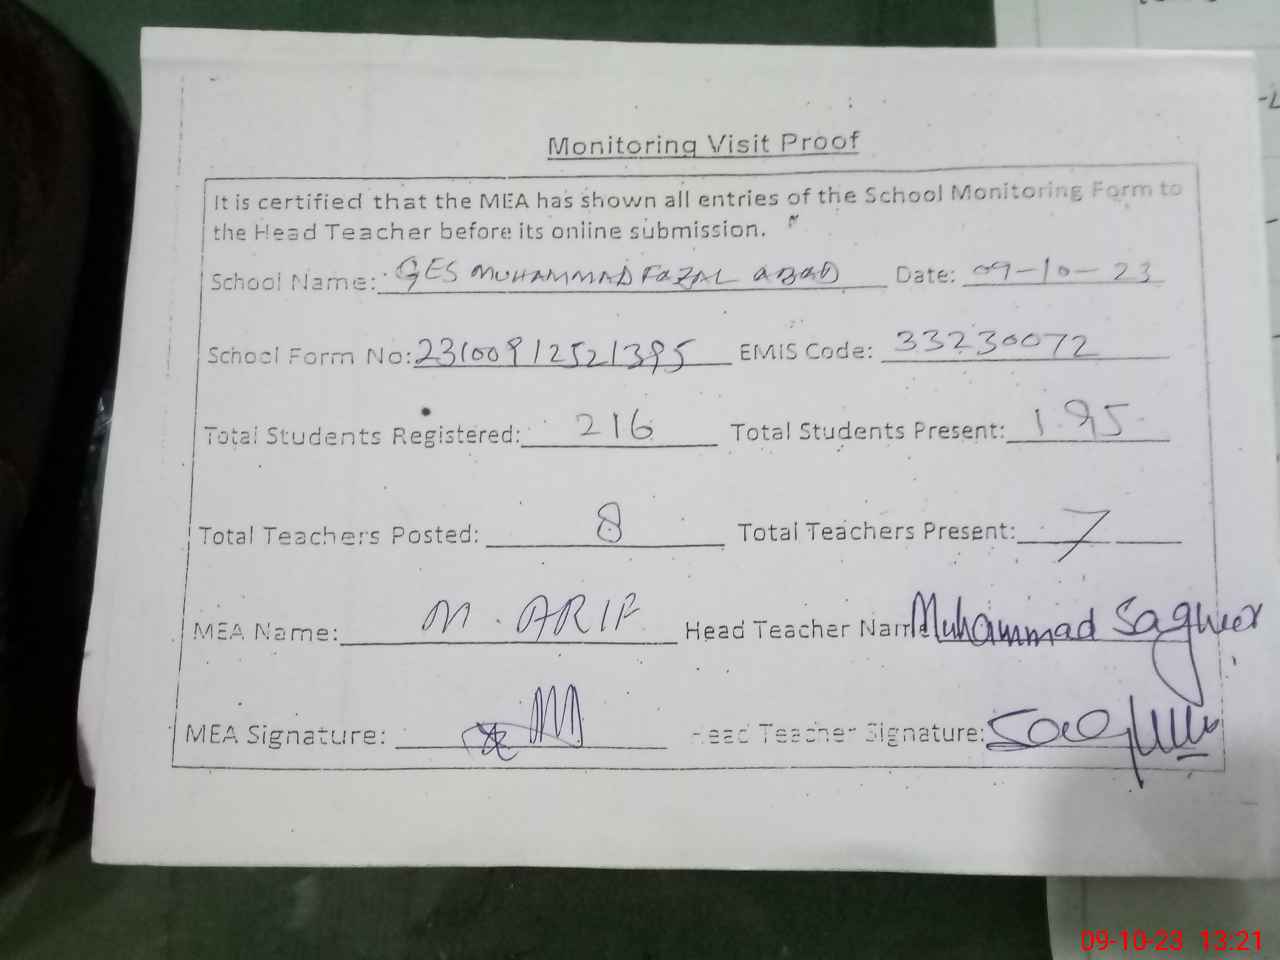 Monitoring Visit Proof
It is certified that the MEA has shown all entries of the School Monitoring Form to
the Head Teacher before its online submission.
School Name: GES MUHAMMAD FAZAL ABAD Date: 09-10-23
School Form No: 23100912521395 EMIS Code: 33230072
Total Students Registered: 216 Total Students Present: 195
Total Teachers Posted: 8 Total Teachers Present: 7
MEA Name: M. ARIF Head Teacher Name Muhammad Sagheer
MEA Signature: Head Teacher Signature:
09-10-23 13:21